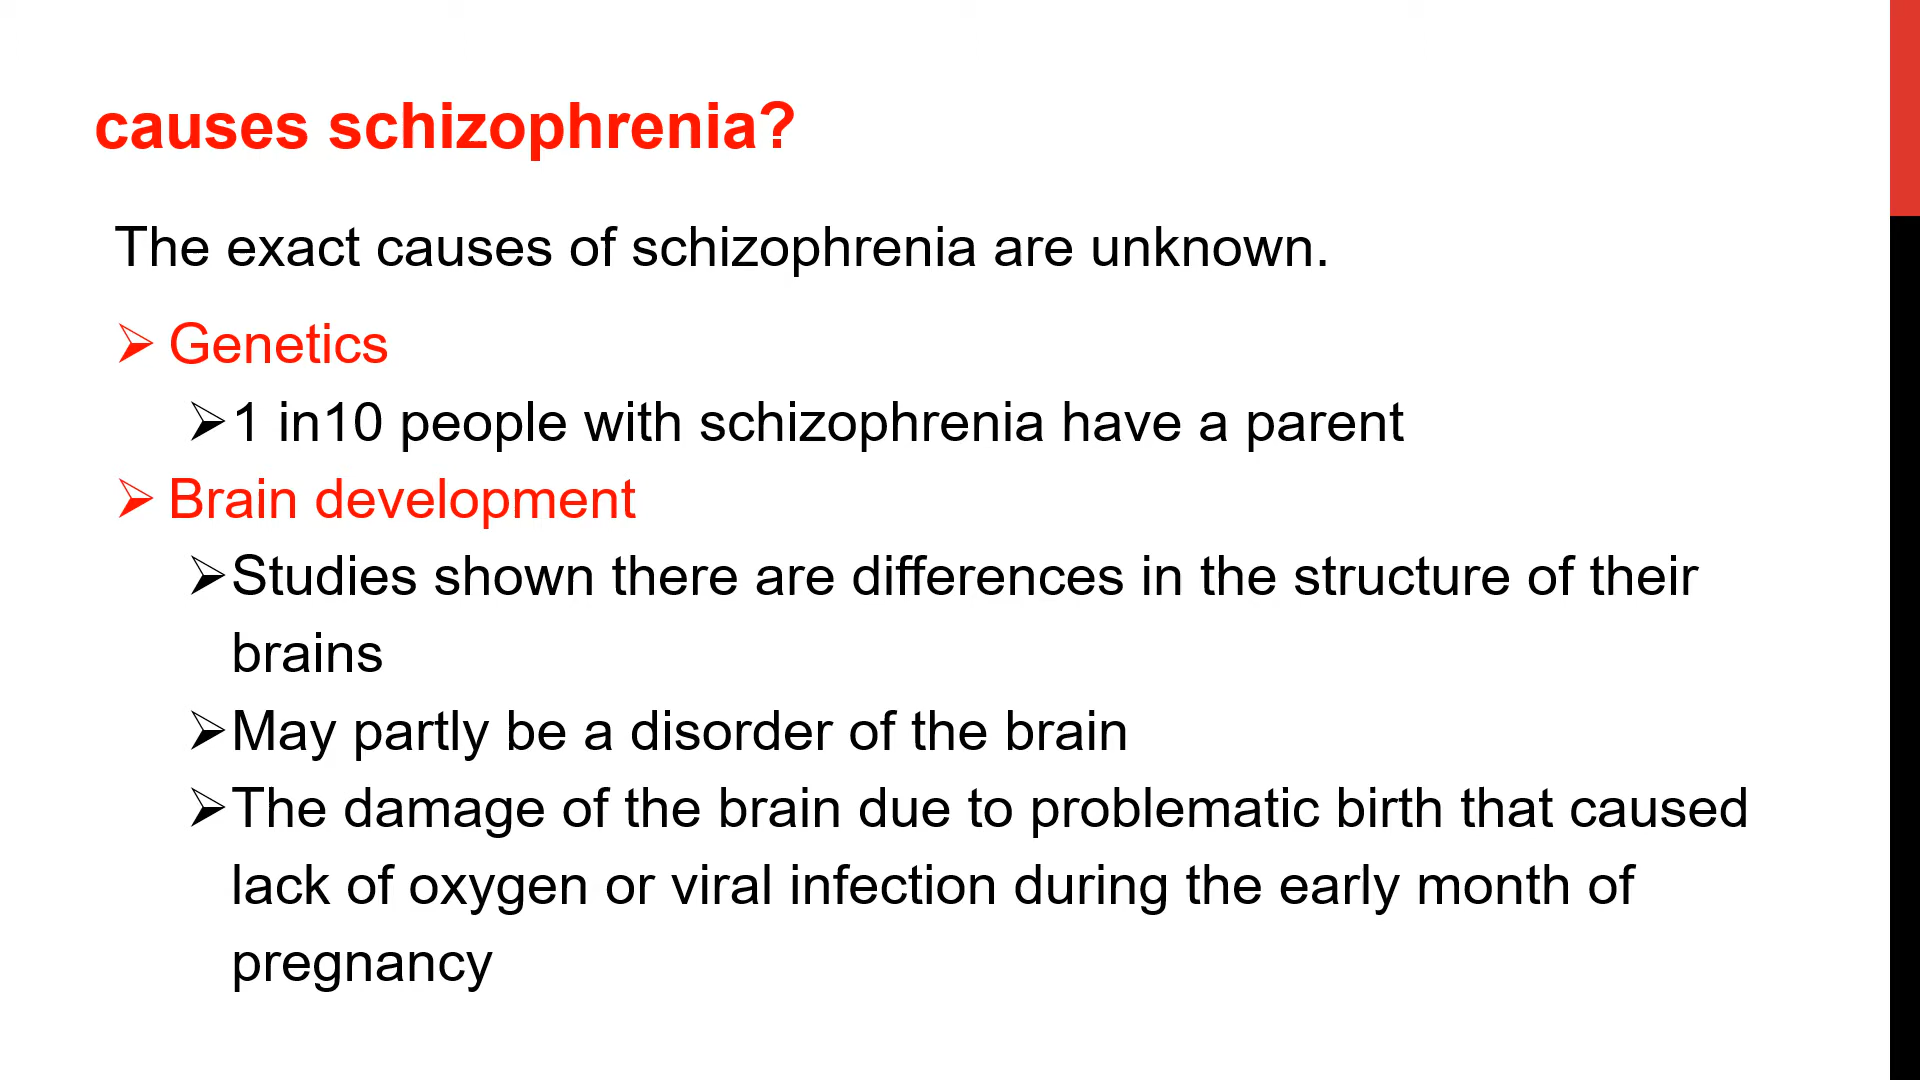 causes schizophrenia?
The exact causes of schizophrenia are unknown.
➢ Genetics
➢1 in10 people with schizophrenia have a parent
➢ Brain development
➢Studies shown there are differences in the structure of their
brains
➢May partly be a disorder of the brain
➢The damage of the brain due to problematic birth that caused
lack of oxygen or viral infection during the early month of
pregnancy